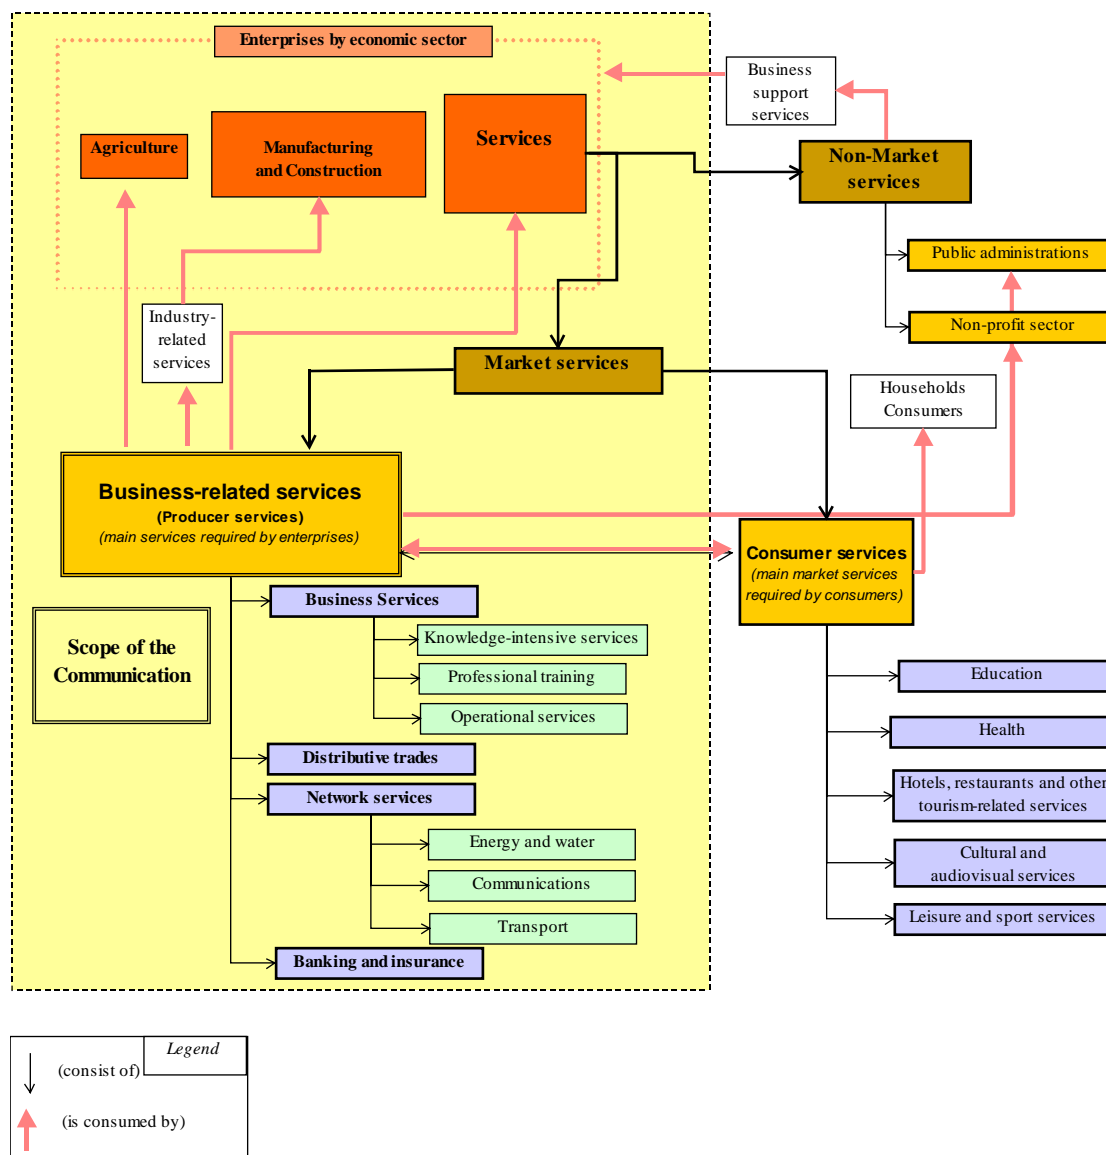 Enterprises by economic sector
Business
support
services
Agriculture
Manufacturing
and Construction
Services
Non-Market
services
Public administrations
Non-profit sector
Industry-
related
services
Market services
Households
Consumers
Business-related services
(Producer services)
(main services required by enterprises)
Consumer services
(main market services
required by consumers)
Scope of the
Communication
Business Services
Knowledge-intensive services
Professional training
Operational services
Distributive trades
Network services
Energy and water
Communications
Transport
Banking and insurance
Education
Health
Hotels, restaurants and other
tourism-related services
Cultural and
audiovisual services
Leisure and sport services
Legend
(consist of)
(is consumed by)